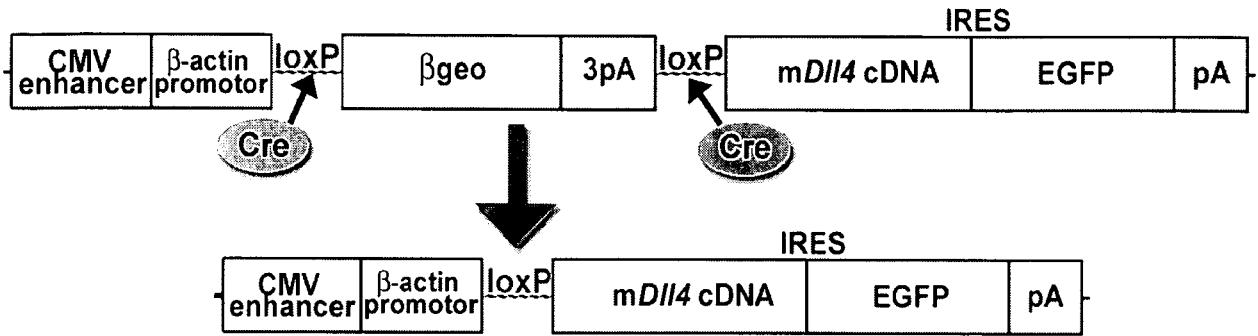 IRES
CMV enhancer
β-actin promotor
loxP
βgeo
3pA
loxP
mDll4 cDNA
EGFP
pA
Cre
Cre
IRES
CMV enhancer
β-actin promotor
loxP
mDll4 cDNA
EGFP
pA